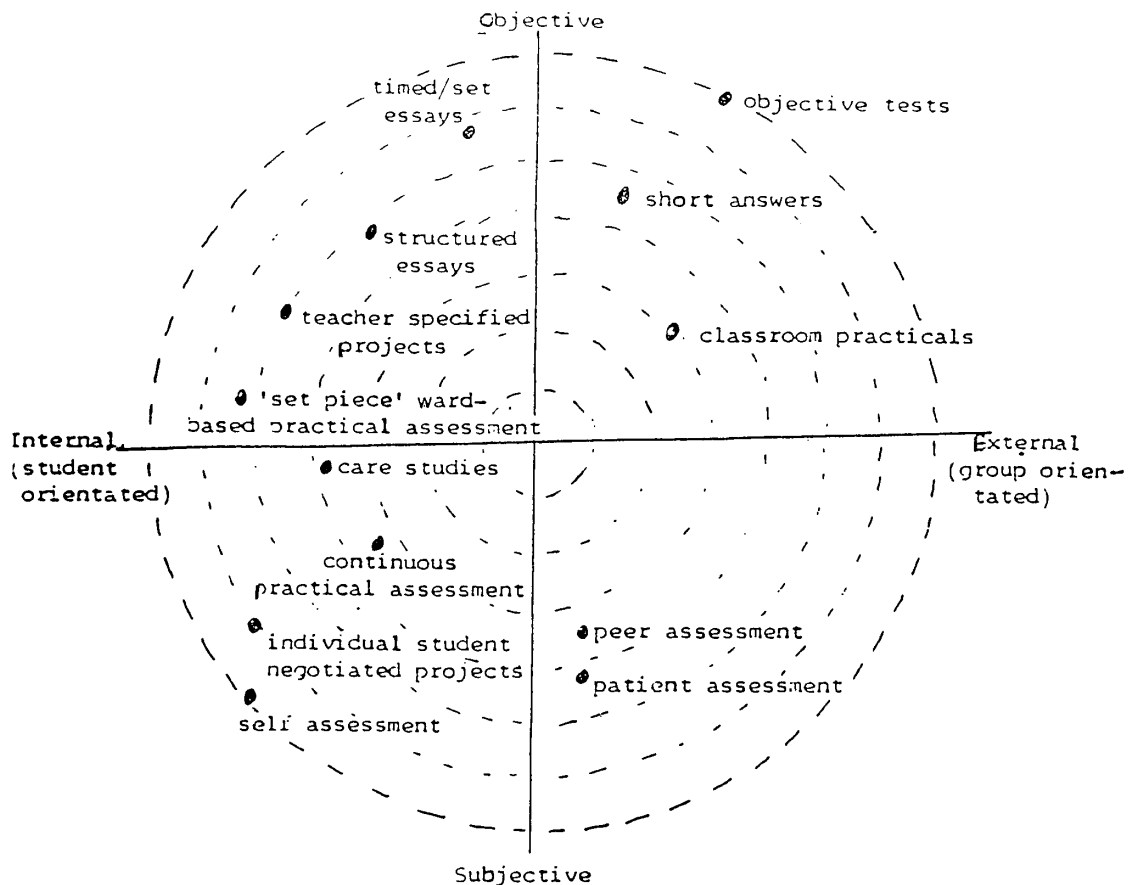 Objective
timed/set
essays
objective tests
short answers
structured
essays
teacher specified
projects
classroom practicals
'set piece' ward-
based practical assessment
Internal
(student
orientated)
External
(group orien-
tated)
care studies
continuous
practical assessment
individual student
negotiated projects
peer assessment
patient assessment
self assessment
Subjective